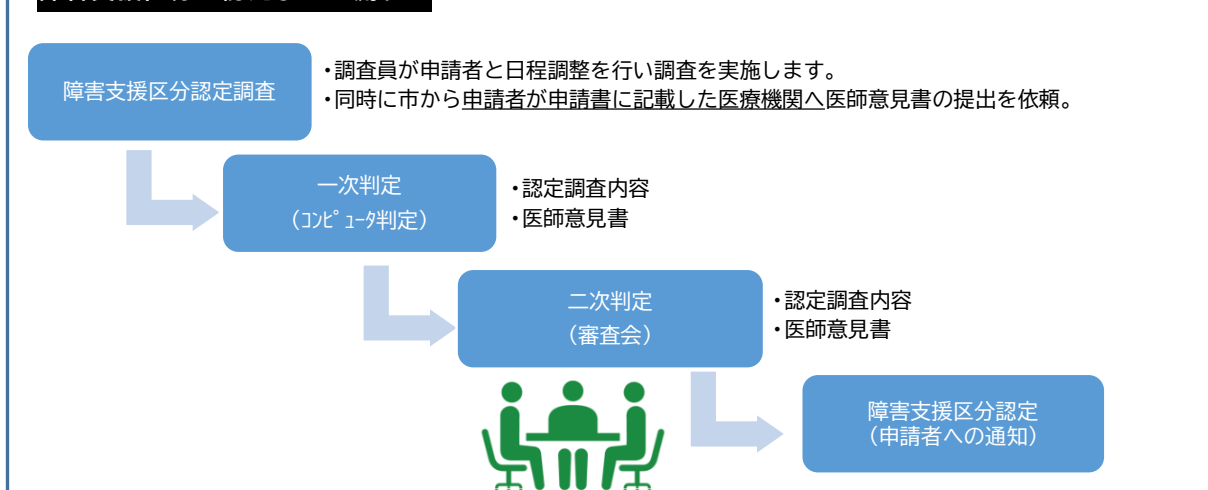 障害支援区分認定調査
・調査員が申請者と日程調整を行い調査を実施します。
・同時に市から申請者が申請書に記載した医療機関へ医師意見書の提出を依頼。
一次判定
（ｺﾝﾋﾟｭｰﾀ判定）
・認定調査内容
・医師意見書
二次判定
（審査会）
・認定調査内容
・医師意見書
障害支援区分認定
（申請者への通知）